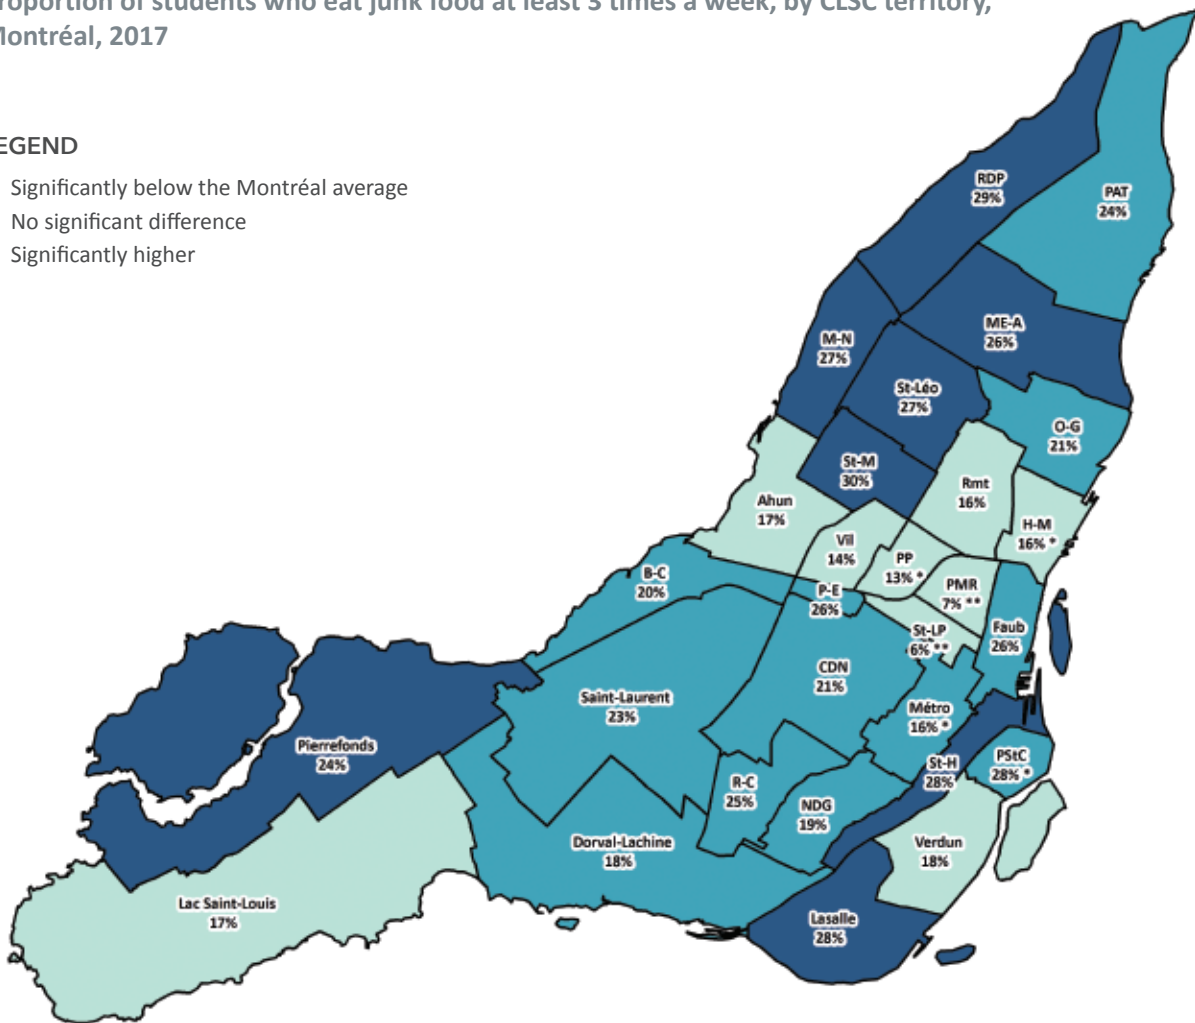 roportion of students who eat junk food at least 3 times a week, by CLSC territory,
Montréal, 2017
EGEND
Significantly below the Montréal average
No significant difference
Significantly higher
RDP
29%
PAT
24%
ME-A
26%
M-N
27%
St-Léo
27%
O-G
21%
St-M
30%
Rmt
16%
Ahun
17%
H-M
16% *
Vil
14%
PP
13% *
B-C
20%
P-E
26%
PMR
7% **
St-LP
6% **
Faub
26%
CDN
21%
Saint-Laurent
23%
Métro
16% *
Pierrefonds
24%
PStC
28% *
St-H
28%
R-C
25%
NDG
19%
Dorval-Lachine
18%
Verdun
18%
Lac Saint-Louis
17%
Lasalle
28%